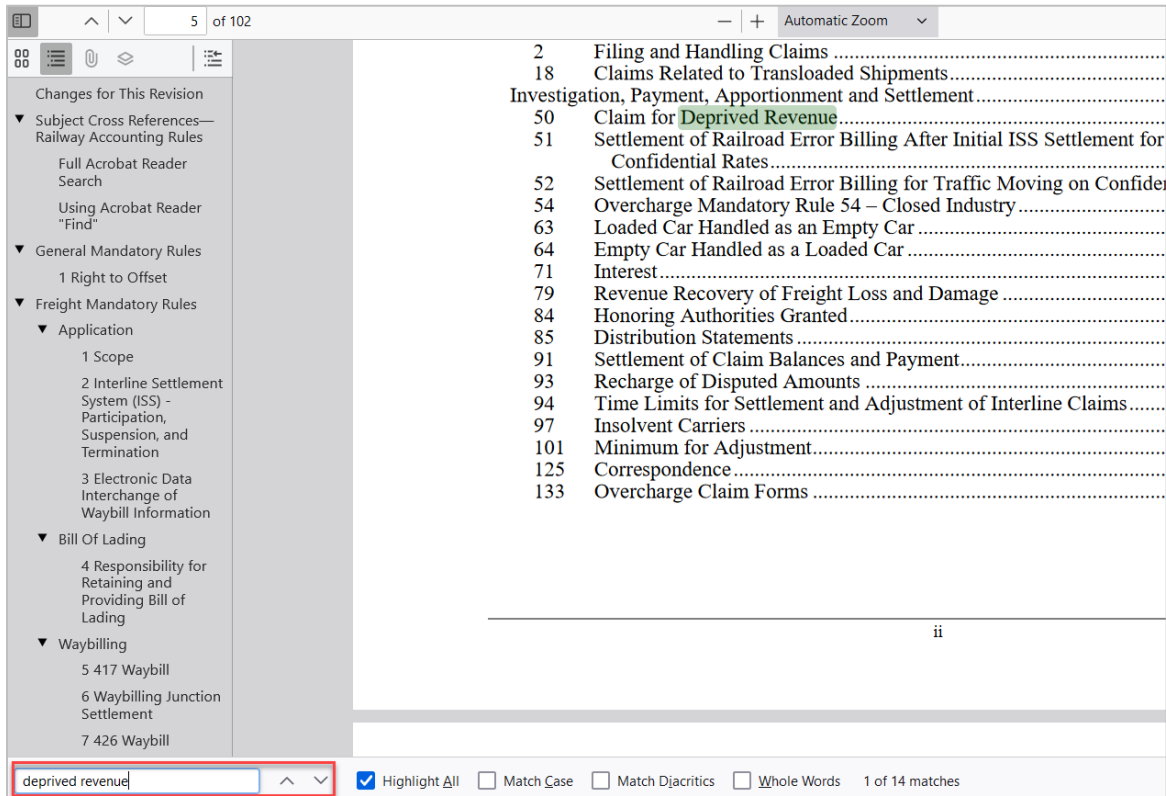 5 of 102
Automatic Zoom
Changes for This Revision
Subject Cross References—
Railway Accounting Rules
Full Acrobat Reader
Search
Using Acrobat Reader
"Find"
General Mandatory Rules
1 Right to Offset
Freight Mandatory Rules
Application
1 Scope
2 Interline Settlement
System (ISS) -
Participation,
Suspension, and
Termination
3 Electronic Data
Interchange of
Waybill Information
Bill Of Lading
4 Responsibility for
Retaining and
Providing Bill of
Lading
Waybilling
5 417 Waybill
6 Waybilling Junction
Settlement
7 426 Waybill
2 Filing and Handling Claims ..........................................................
18 Claims Related to Transloaded Shipments.......................................
Investigation, Payment, Apportionment and Settlement...................................
50 Claim for Deprived Revenue..........................................................
51 Settlement of Railroad Error Billing After Initial ISS Settlement for
Confidential Rates.......................................................................
52 Settlement of Railroad Error Billing for Traffic Moving on Confide
54 Overcharge Mandatory Rule 54 – Closed Industry...........................
63 Loaded Car Handled as an Empty Car.............................................
64 Empty Car Handled as a Loaded Car..............................................
71 Interest.........................................................................................
79 Revenue Recovery of Freight Loss and Damage.............................
84 Honoring Authorities Granted........................................................
85 Distribution Statements.................................................................
91 Settlement of Claim Balances and Payment.....................................
93 Recharge of Disputed Amounts......................................................
94 Time Limits for Settlement and Adjustment of Interline Claims.......
97 Insolvent Carriers.........................................................................
101 Minimum for Adjustment...............................................................
125 Correspondence............................................................................
133 Overcharge Claim Forms...............................................................
ii
deprived revenue
Highlight All Match Case Match Diacritics Whole Words 1 of 14 matches